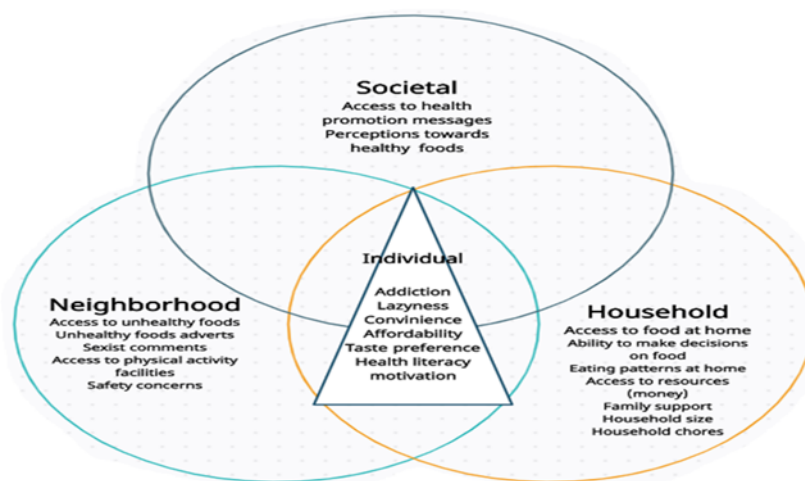 Societal
Access to health
promotion messages
Perceptions towards
healthy foods
Individual
Addiction
Lazyness
Convinience
Affordability
Taste preference
Health literacy
motivation
Neighborhood
Access to unhealthy foods
Unhealthy foods adverts
Sexist comments
Access to physical activity
facilities
Safety concerns
Household
Access to food at home
Ability to make decisions
on food
Eating patterns at home
Access to resources
(money)
Family support
Household size
Household chores